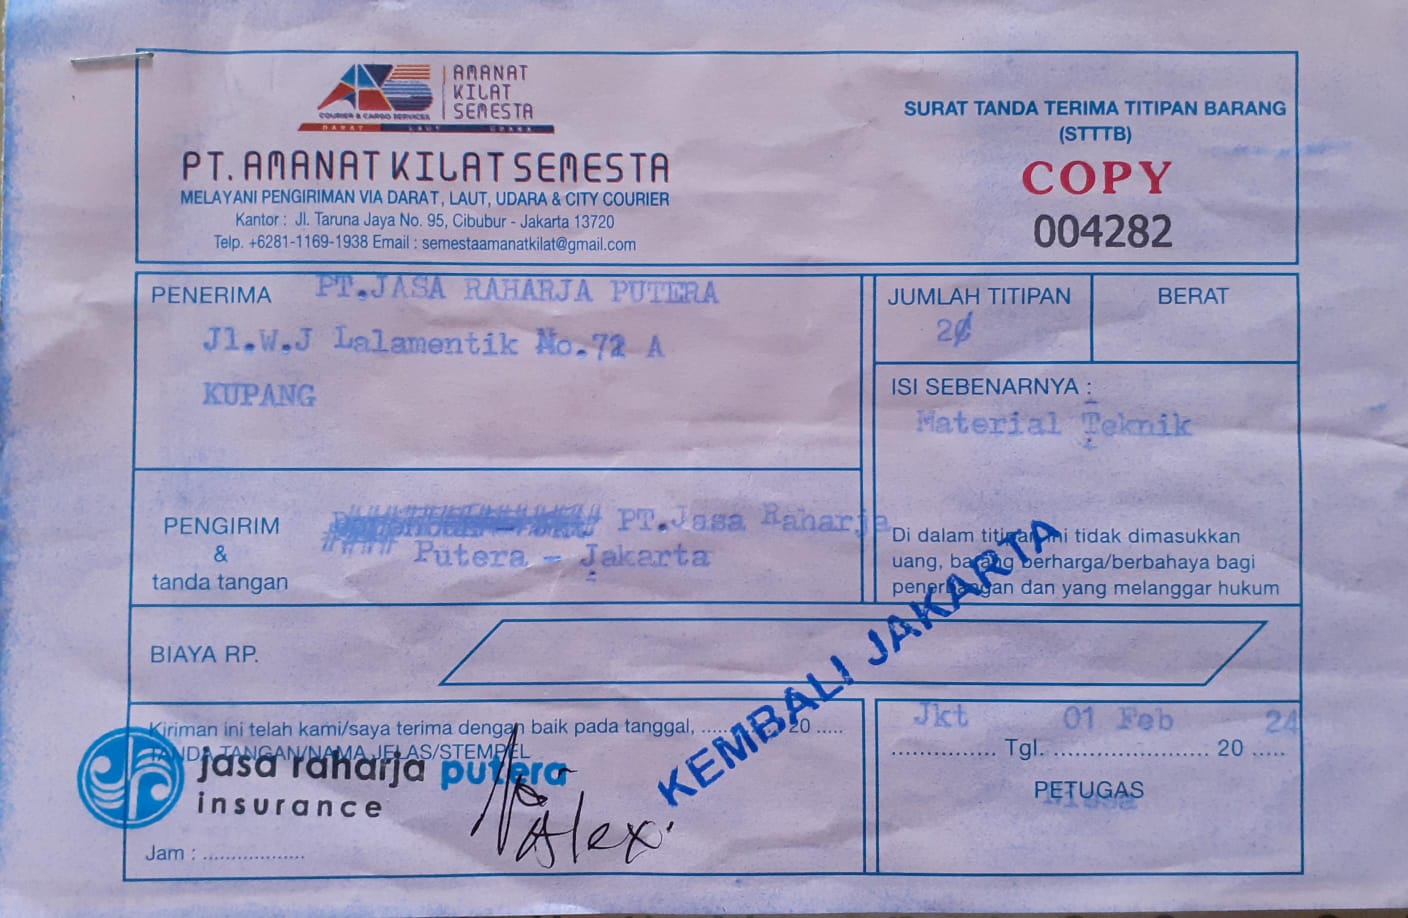 AMANAT
KILAT
SEMESTA
AKS
COURIER & CARGO SERVICES
DARAT LAUT UDARA
PT. AMANAT KILAT SEMESTA
MELAYANI PENGIRIMAN VIA DARAT, LAUT, UDARA & CITY COURIER
Kantor : Jl. Taruna Jaya No. 95, Cibubur - Jakarta 13720
Telp. +6281-1169-1938 Email : semestaamanatkilat@gmail.com
SURAT TANDA TERIMA TITIPAN BARANG
(STTTB)
COPY
004282
PENERIMA PT.JASA RAHARJA PUTERA
Jl.W.J Lalamentik No.72 A
KUPANG
JUMLAH TITIPAN
BERAT
ISI SEBENARNYA :
Material Teknik
PENGIRIM
&
tanda tangan
PT.Jasa Raharja
Putera - Jakarta
Di dalam titipan ini tidak dimasukkan
uang, barang berharga/berbahaya bagi
penerbangan dan yang melanggar hukum
BIAYA RP.
KEMBALI JAKARTA
Kiriman ini telah kami/saya terima dengan baik pada tanggal, .............. 20 .....
TANDA TANGAN/NAMA JELAS/STEMPEL
jasa raharja putera
insurance
Alex
Jam : ..................
Jkt 01 Feb 24
................ Tgl. ........................ 20 .....
PETUGAS